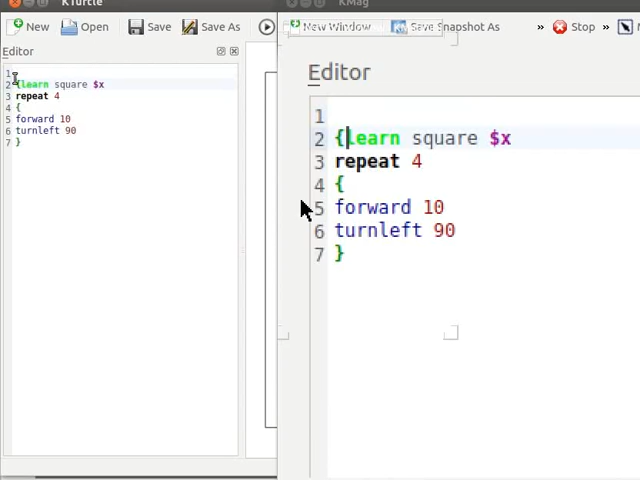 KTurtle
New Open Save Save As
Editor
1
2 {learn square $x
3 repeat 4
4 {
5 forward 10
6 turnleft 90
7 }
KMag
New Window Save Snapshot As » Stop »
Editor
1
2 {learn square $x
3 repeat 4
4 {
5 forward 10
6 turnleft 90
7 }